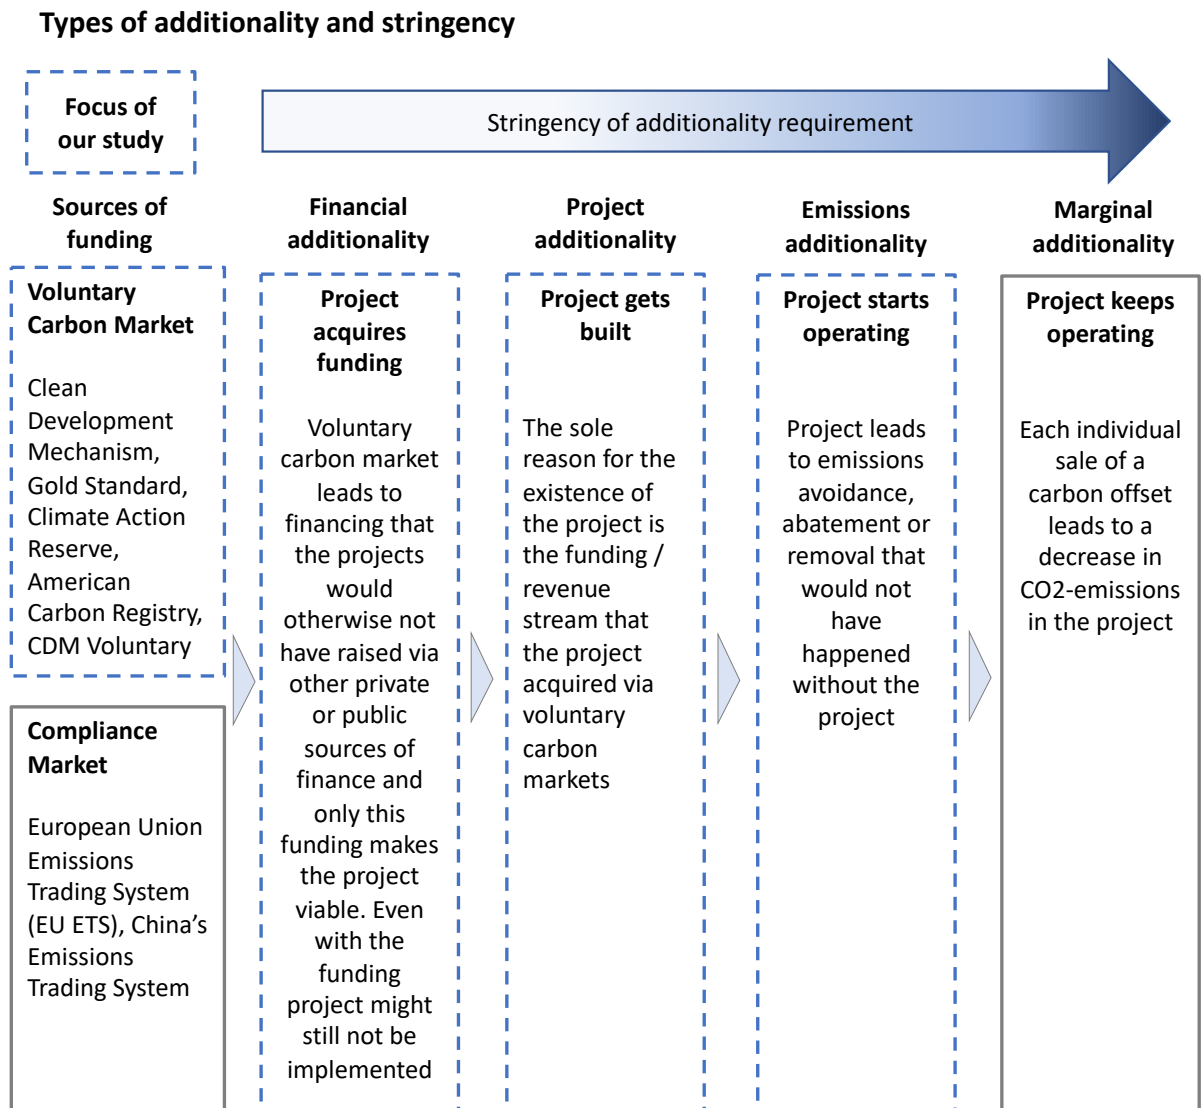 Types of additionality and stringency
Focus of
our study
Stringency of additionality requirement
Sources of
funding
Voluntary
Carbon Market
Clean
Development
Mechanism,
Gold Standard,
Climate Action
Reserve,
American
Carbon Registry,
CDM Voluntary
Compliance
Market
European Union
Emissions
Trading System
(EU ETS), China’s
Emissions
Trading System
Financial
additionality
Project
acquires
funding
Voluntary
carbon market
leads to
financing that
the projects
would
otherwise not
have raised via
other private
or public
sources of
finance and
only this
funding makes
the project
viable. Even
with the
funding
project might
still not be
implemented
Project
additionality
Project gets
built
The sole
reason for the
existence of
the project is
the funding /
revenue
stream that
the project
acquired via
voluntary
carbon
markets
Emissions
additionality
Project starts
operating
Project leads
to emissions
avoidance,
abatement or
removal that
would not
have
happened
without the
project
Marginal
additionality
Project keeps
operating
Each individual
sale of a
carbon offset
leads to a
decrease in
CO2-emissions
in the project